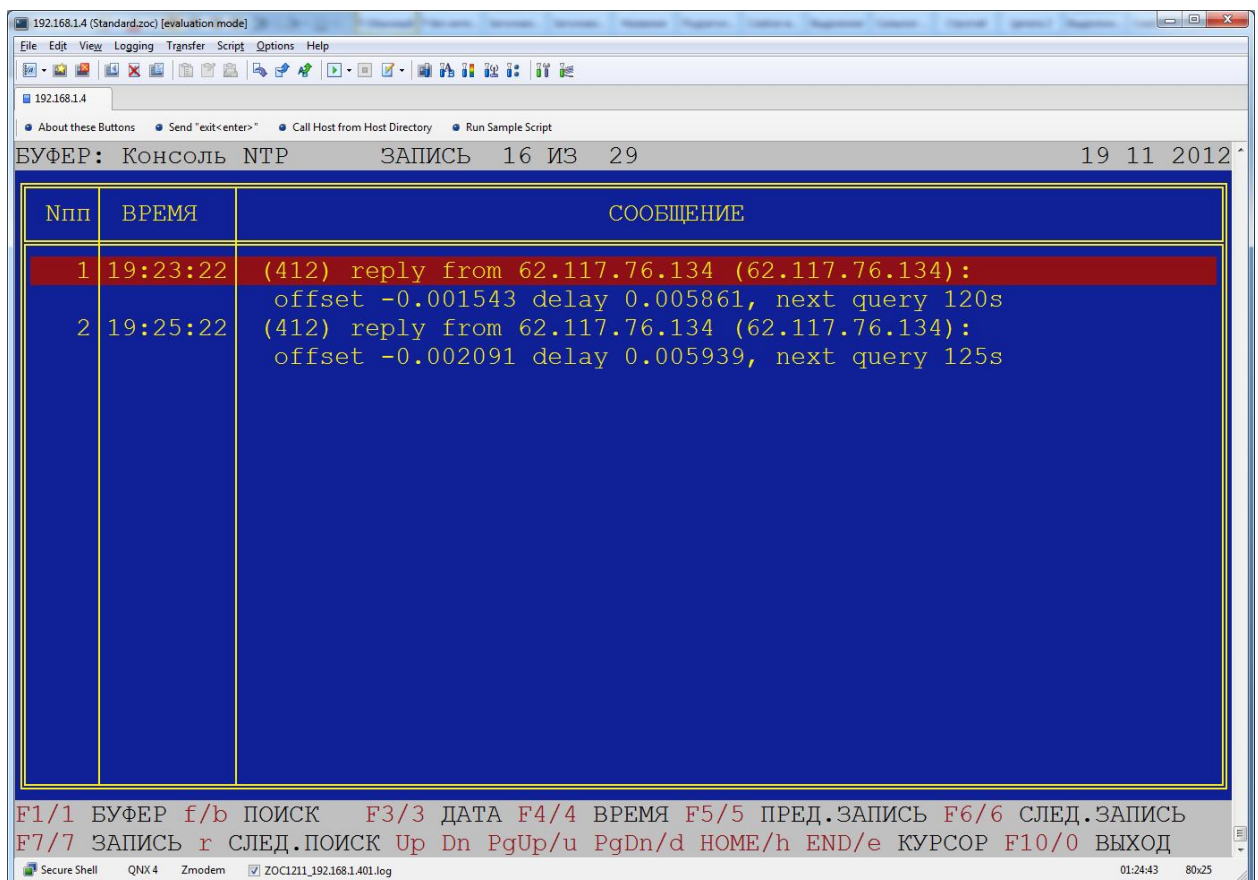 192.168.1.4 (Standard.zoc) [evaluation mode]
File Edit View Logging Transfer Script Options Help
192.168.1.4
About these Buttons Send "exit<enter>" Call Host from Host Directory Run Sample Script
БУФЕР: Консоль NTP ЗАПИСЬ 16 ИЗ 29 19 11 2012
Nпп ВРЕМЯ СООБЩЕНИЕ
1 19:23:22 (412) reply from 62.117.76.134 (62.117.76.134):
offset -0.001543 delay 0.005861, next query 120s
2 19:25:22 (412) reply from 62.117.76.134 (62.117.76.134):
offset -0.002091 delay 0.005939, next query 125s
F1/1 БУФЕР f/b ПОИСК F3/3 ДАТА F4/4 ВРЕМЯ F5/5 ПРЕД.ЗАПИСЬ F6/6 СЛЕД.ЗАПИСЬ
F7/7 ЗАПИСЬ r СЛЕД.ПОИСК Up Dn PgUp/u PgDn/d HOME/h END/e КУРСОР F10/0 ВЫХОД
Secure Shell QNX 4 Zmodem ZOC1211_192.168.1.401.log 01:24:43 80x25